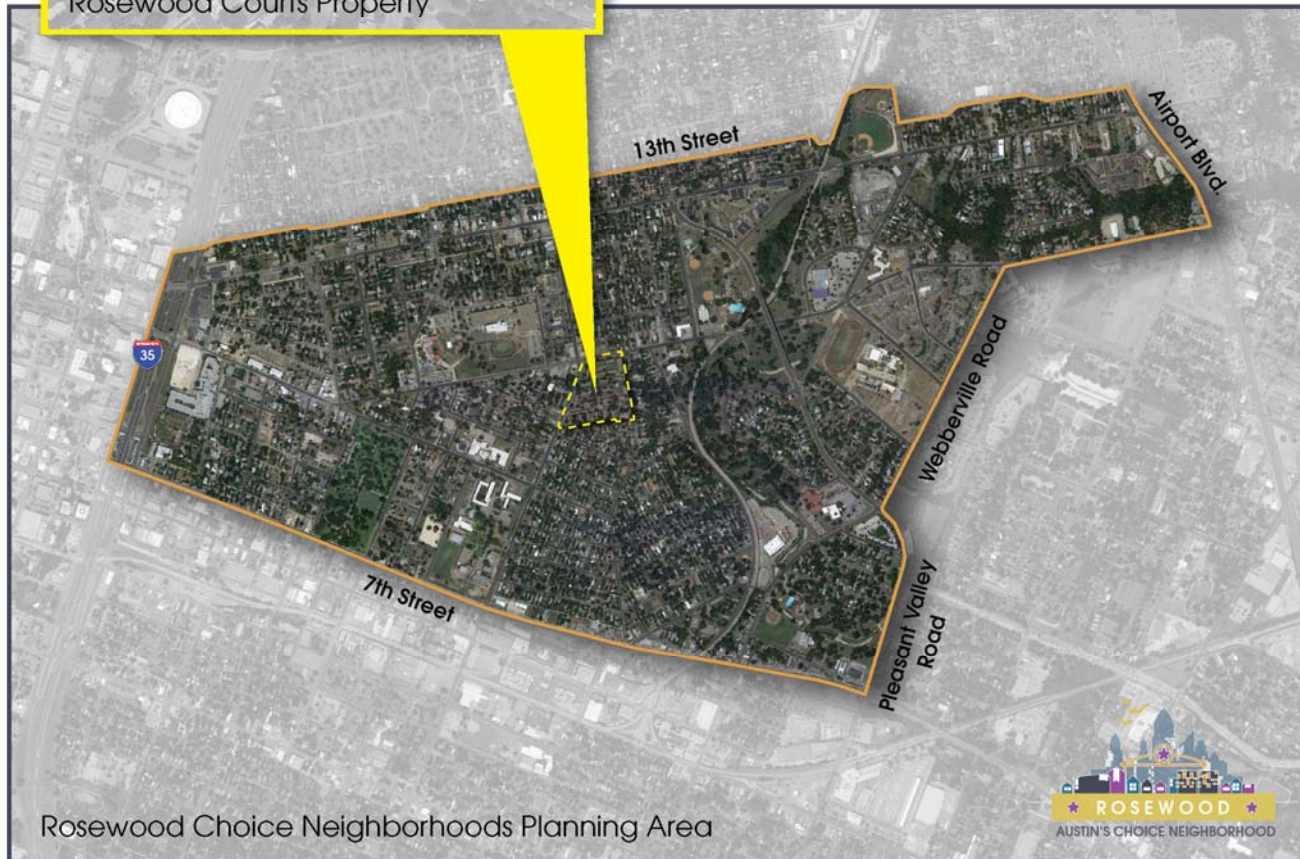 Rosewood Courts Property
13th Street
Airport Blvd.
35
Webberville Road
7th Street
Pleasant Valley
Road
Rosewood Choice Neighborhoods Planning Area
ROSEWOOD
AUSTIN'S CHOICE NEIGHBORHOOD